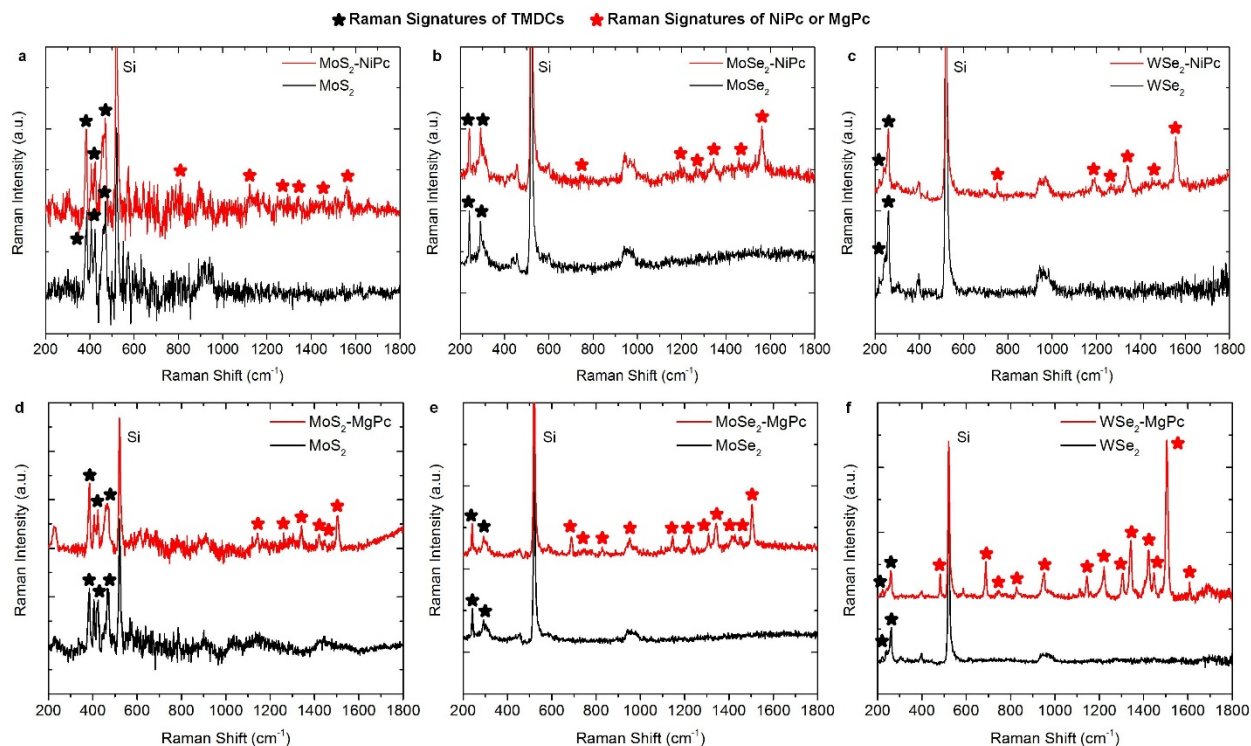 ★ Raman Signatures of TMDCs ★ Raman Signatures of NiPc or MgPc
a
Si
MoS₂-NiPc
MoS₂
Raman Intensity (a.u.)
200 400 600 800 1000 1200 1400 1600 1800
Raman Shift (cm⁻¹)
b
Si
MoSe₂-NiPc
MoSe₂
Raman Intensity (a.u.)
200 400 600 800 1000 1200 1400 1600 1800
Raman Shift (cm⁻¹)
c
Si
WSe₂-NiPc
WSe₂
Raman Intensity (a.u.)
200 400 600 800 1000 1200 1400 1600 1800
Raman Shift (cm⁻¹)
d
Si
MoS₂-MgPc
MoS₂
Raman Intensity (a.u.)
200 400 600 800 1000 1200 1400 1600 1800
Raman Shift (cm⁻¹)
e
Si
MoSe₂-MgPc
MoSe₂
Raman Intensity (a.u.)
200 400 600 800 1000 1200 1400 1600 1800
Raman Shift (cm⁻¹)
f
Si
WSe₂-MgPc
WSe₂
Raman Intensity (a.u.)
200 400 600 800 1000 1200 1400 1600 1800
Raman Shift (cm⁻¹)